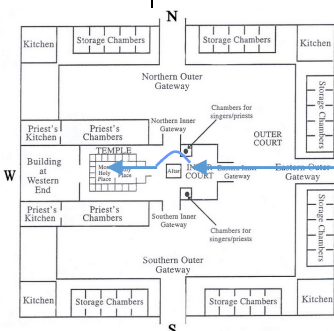 N
Storage Chambers
Storage Chambers
Kitchen
Kitchen
Northern Outer
Gateway
Storage Chambers
Chambers for
singers/priests
Priest's
Kitchen
Priest's
Chambers
Northern Inner
Gateway
OUTER
COURT
TEMPLE
Building
at
Western
End
Most
Holy
Place
Holy
Place
Altar
INNER
COURT
Eastern Inner
Gateway
Eastern Outer
Gateway
W
Priest's
Kitchen
Priest's
Chambers
Southern Inner
Gateway
Chambers for
singers/priests
Storage Chambers
Southern Outer
Gateway
Kitchen
Storage Chambers
Storage Chambers
Kitchen
S